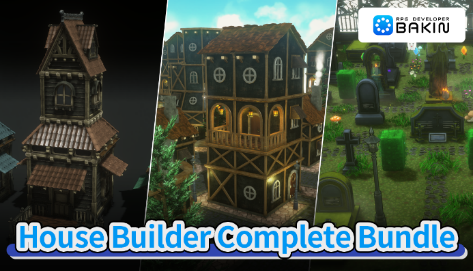 RPG DEVELOPER
BAKIN
House Builder Complete Bundle